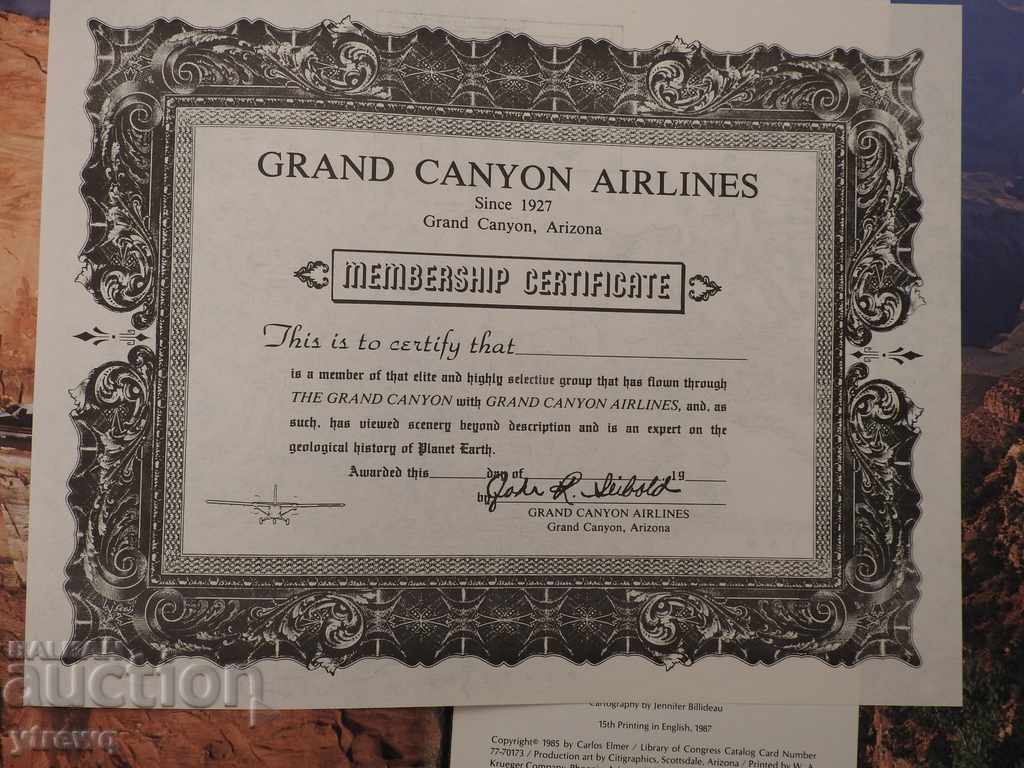 GRAND CANYON AIRLINES
Since 1927
Grand Canyon, Arizona
MEMBERSHIP CERTIFICATE
This is to certify that
is a member of that elite and highly selective group that has flown through
THE GRAND CANYON with GRAND CANYON AIRLINES, and, as
such, has viewed scenery beyond description and is an expert on the
geological history of Planet Earth.
Awarded this day of 19
by John R. Seibold
GRAND CANYON AIRLINES
Grand Canyon, Arizona
BALKAN
auction
ytrewq
Cartography by Jennifer Billideau
15th Printing in English, 1987
Copyright© 1985 by Carlos Elmer / Library of Congress Catalog Card Number
77-70173 / Production art by Citigraphics, Scottsdale, Arizona / Printed by W. A.
Krueger Company, Phoenix,